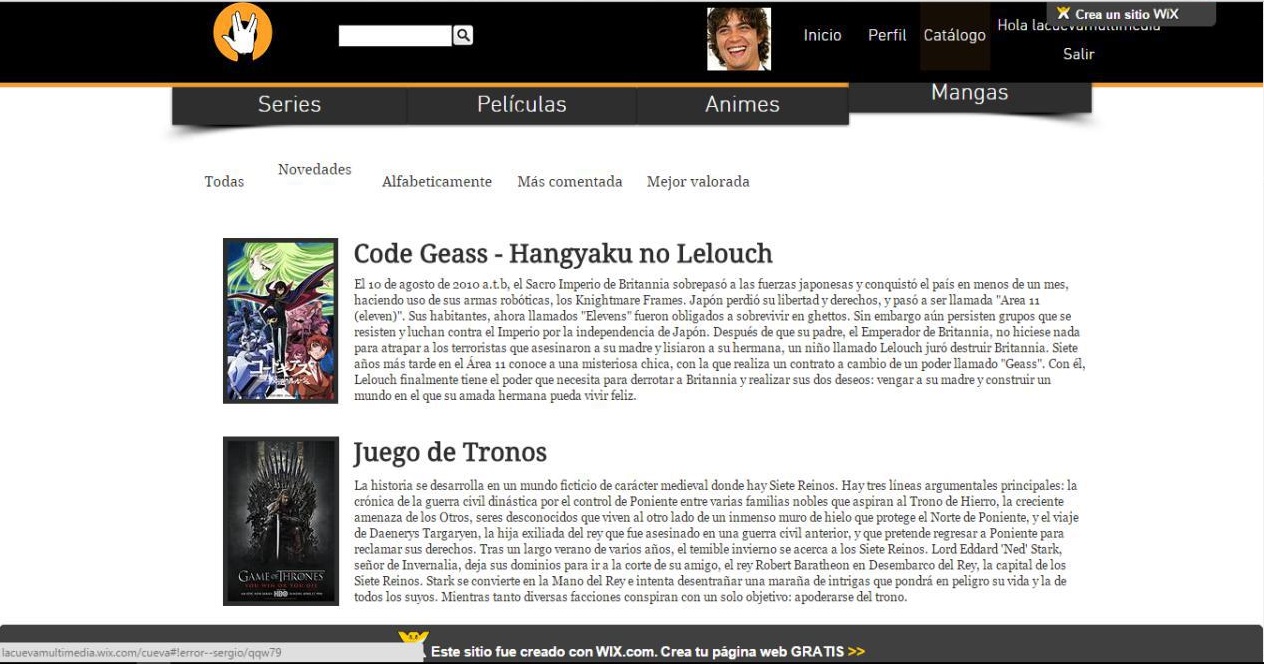 Crea un sitio WiX
Inicio Perfil Catálogo Hola lacuevamultimedia
Salir
Series Películas Animes Mangas
Todas Novedades Alfabeticamente Más comentada Mejor valorada
Code Geass - Hangyaku no Lelouch
El 10 de agosto de 2010 a.t.b, el Sacro Imperio de Britannia sobrepasó a las fuerzas japonesas y conquistó el país en menos de un mes,
haciendo uso de sus armas robóticas, los Knightmare Frames. Japón perdió su libertad y derechos, y pasó a ser llamada "Area 11
(eleven)". Sus habitantes, ahora llamados "Elevens" fueron obligados a sobrevivir en ghettos. Sin embargo aún persisten grupos que se
resisten y luchan contra el Imperio por la independencia de Japón. Después de que su padre, el Emperador de Britannia, no hiciese nada
para atrapar a los terroristas que asesinaron a su madre y lisiaron a su hermana, un niño llamado Lelouch juró destruir Britannia. Siete
años más tarde en el Área 11 conoce a una misteriosa chica, con la que realiza un contrato a cambio de un poder llamado "Geass". Con él,
Lelouch finalmente tiene el poder que necesita para derrotar a Britannia y realizar sus dos deseos: vengar a su madre y construir un
mundo en el que su amada hermana pueda vivir feliz.
Juego de Tronos
La historia se desarrolla en un mundo ficticio de carácter medieval donde hay Siete Reinos. Hay tres líneas argumentales principales: la
crónica de la guerra civil dinástica por el control de Poniente entre varias familias nobles que aspiran al Trono de Hierro, la creciente
amenaza de los Otros, seres desconocidos que viven al otro lado de un inmenso muro de hielo que protege el Norte de Poniente, y el viaje
de Daenerys Targaryen, la hija exiliada del rey que fue asesinado en una guerra civil anterior, y que pretende regresar a Poniente para
reclamar sus derechos. Tras un largo verano de varios años, el temible invierno se acerca a los Siete Reinos. Lord Eddard 'Ned' Stark,
señor de Invernalia, deja sus dominios para ir a la corte de su amigo, el rey Robert Baratheon en Desembarco del Rey, la capital de los
Siete Reinos. Stark se convierte en la Mano del Rey e intenta desentrañar una maraña de intrigas que pondrá en peligro su vida y la de
todos los suyos. Mientras tanto diversas facciones conspiran con un solo objetivo: apoderarse del trono.
GAME OF THRONES
YOU WIN OR YOU DIE
HBO
Este sitio fue creado con WIX.com. Crea tu página web GRATIS >>
lacuevamultimedia.wix.com/cueva#!error--sergio/qqw79